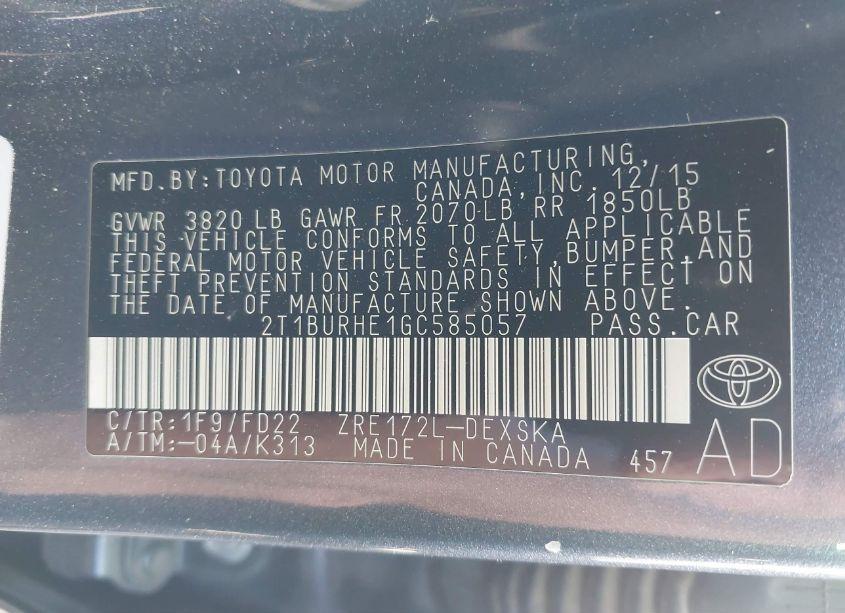 MFD.BY:TOYOTA MOTOR MANUFACTURING,
CANADA,INC. 12/15
GVWR 3820 LB GAWR FR 2070 LB RR 1850LB
THIS VEHICLE CONFORMS TO ALL APPLICABLE
FEDERAL MOTOR VEHICLE SAFETY,BUMPER,AND
THEFT PREVENTION STANDARDS IN EFFECT ON
THE DATE OF MANUFACTURE SHOWN ABOVE.
2T1BURHE1GC585057 PASS.CAR
C/TR:1F9/FD22 ZRE172L-DEXSKA
A/TM:-04A/K313 MADE IN CANADA 457 AD